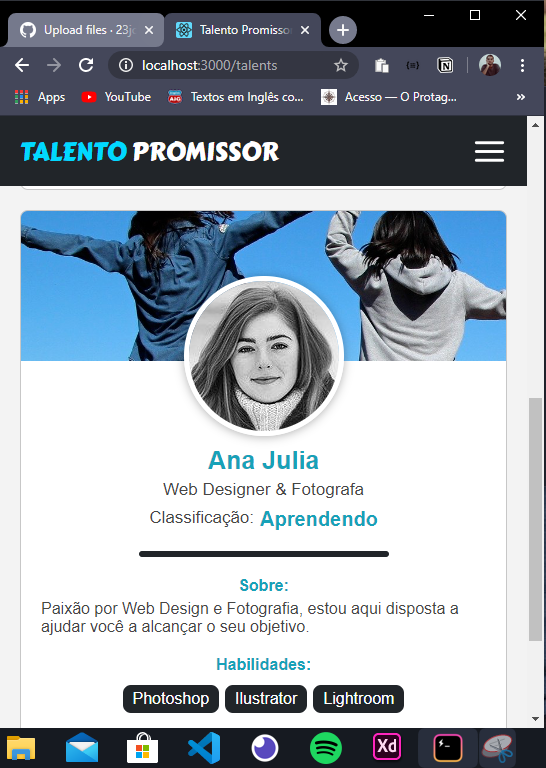 Upload files · 23j
Talento Promisso
localhost:3000/talents
Apps
YouTube
Textos em Inglês co...
Acesso — O Protag...
»
TALENTO PROMISSOR
Ana Julia
Web Designer & Fotografa
Classificação: Aprendendo
Sobre:
Paixão por Web Design e Fotografia, estou aqui disposta a
ajudar você a alcançar o seu objetivo.
Habilidades:
Photoshop
Ilustrator
Lightroom
Xd